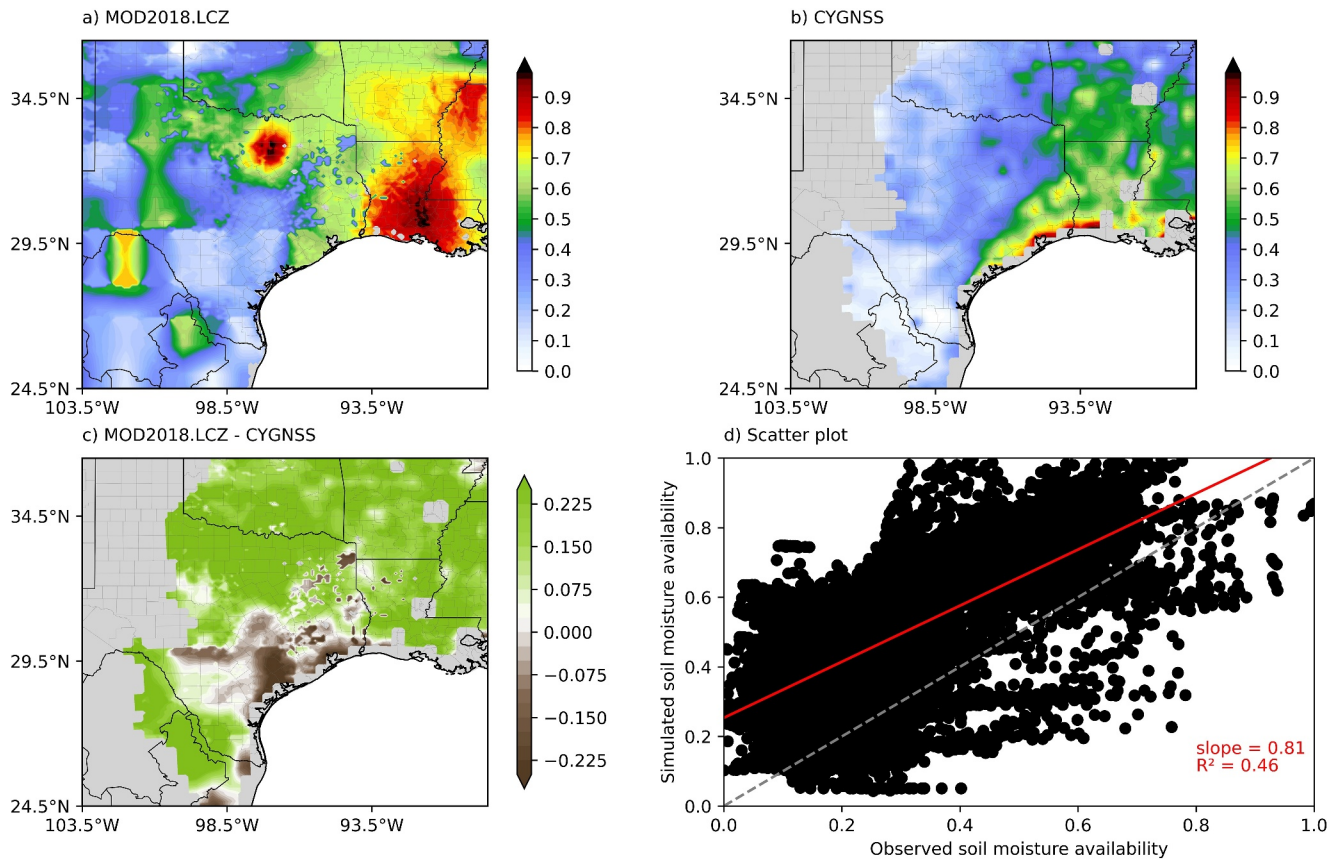 a) MOD2018.LCZ
34.5°N
29.5°N
24.5°N
103.5°W 98.5°W 93.5°W
0.9
0.8
0.7
0.6
0.5
0.4
0.3
0.2
0.1
0.0
b) CYGNSS
34.5°N
29.5°N
24.5°N
103.5°W 98.5°W 93.5°W
0.9
0.8
0.7
0.6
0.5
0.4
0.3
0.2
0.1
0.0
c) MOD2018.LCZ - CYGNSS
34.5°N
29.5°N
24.5°N
103.5°W 98.5°W 93.5°W
0.225
0.150
0.075
0.000
−0.075
−0.150
−0.225
d) Scatter plot
Simulated soil moisture availability
1.0
0.8
0.6
0.4
0.2
0.0
slope = 0.81
R² = 0.46
0.0 0.2 0.4 0.6 0.8 1.0
Observed soil moisture availability